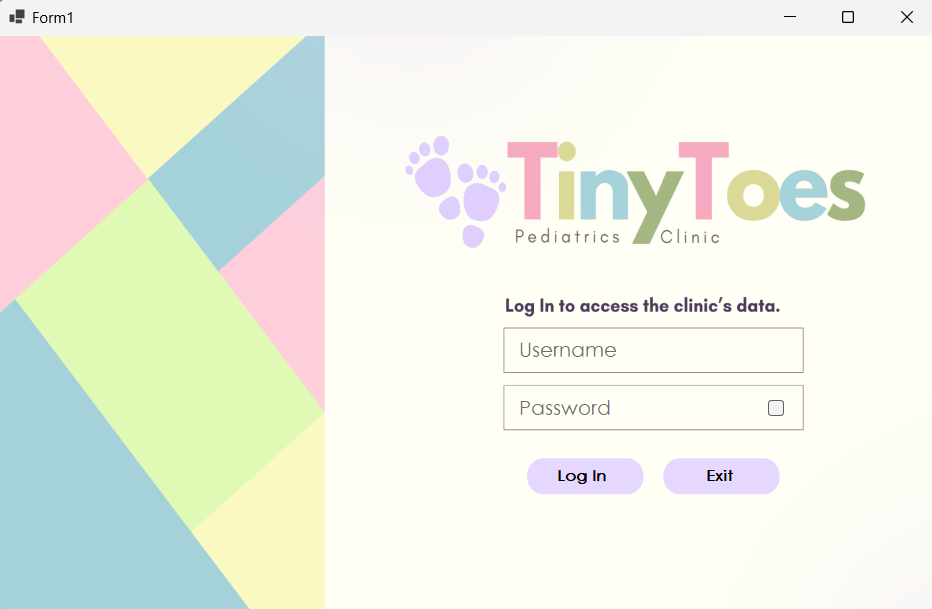 Form1
TinyToes
Pediatrics Clinic
Log In to access the clinic’s data.
Username
Password
Log In Exit